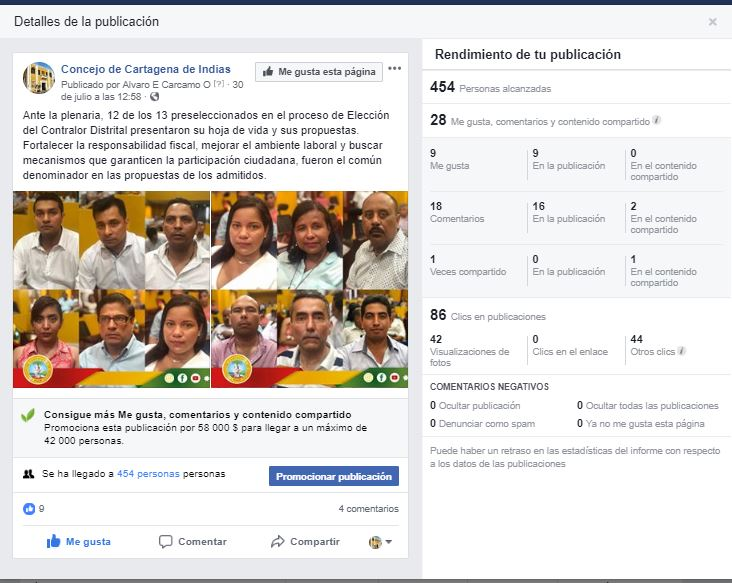 Detalles de la publicación
×
Concejo de Cartagena de Indias
Publicado por Alvaro E Carcamo O [?] · 30
de julio a las 12:58 ·
Me gusta esta página
Ante la plenaria, 12 de los 13 preseleccionados en el proceso de Elección
del Contralor Distrital presentaron su hoja de vida y sus propuestas.
Fortalecer la responsabilidad fiscal, mejorar el ambiente laboral y buscar
mecanismos que garanticen la participación ciudadana, fueron el común
denominador en las propuestas de los admitidos.
Consigue más Me gusta, comentarios y contenido compartido
Promociona esta publicación por 58 000 $ para llegar a un máximo de
42 000 personas.
Se ha llegado a 454 personas personas
Promocionar publicación
9
4 comentarios
Me gusta
Comentar
Compartir
Rendimiento de tu publicación
454 Personas alcanzadas
28 Me gusta, comentarios y contenido compartido
9
Me gusta
9
En la publicación
0
En el contenido
compartido
18
Comentarios
16
En la publicación
2
En el contenido
compartido
1
Veces compartido
0
En la publicación
1
En el contenido
compartido
86 Clics en publicaciones
42
Visualizaciones de
fotos
0
Clics en el enlace
44
Otros clics
COMENTARIOS NEGATIVOS
0 Ocultar publicación
0 Ocultar todas las publicaciones
0 Denunciar como spam
0 Ya no me gusta esta página
Puede haber un retraso en las estadísticas del informe con respecto
a los datos de las publicaciones